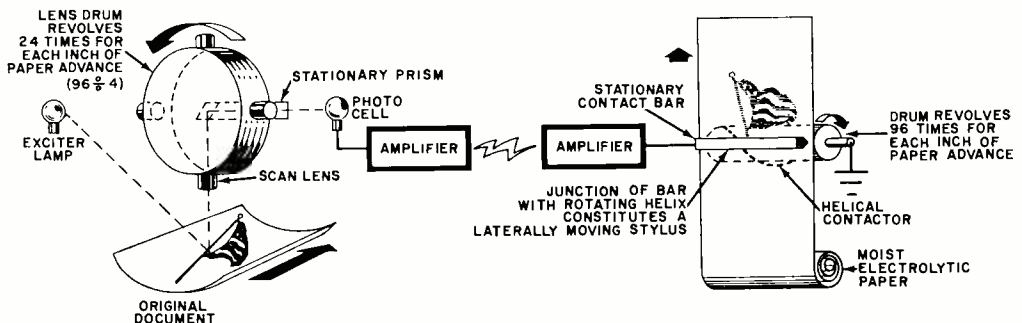 LENS DRUM
REVOLVES
24 TIMES FOR
EACH INCH OF
PAPER ADVANCE
(96 ÷ 4)
EXCITER
LAMP
STATIONARY PRISM
PHOTO
CELL
SCAN LENS
ORIGINAL
DOCUMENT
AMPLIFIER
AMPLIFIER
STATIONARY
CONTACT BAR
JUNCTION OF BAR
WITH ROTATING HELIX
CONSTITUTES A
LATERALLY MOVING STYLUS
DRUM REVOLVES
96 TIMES FOR
EACH INCH OF
PAPER ADVANCE
HELICAL
CONTACTOR
MOIST
ELECTROLYTIC
PAPER